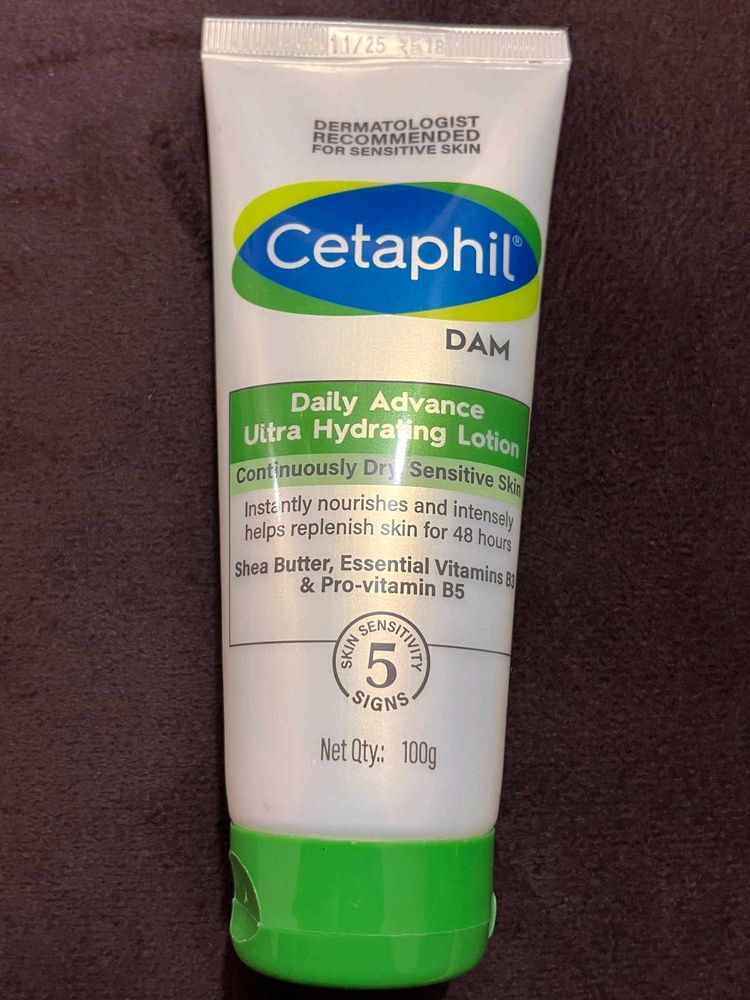 11/25
DERMATOLOGIST
RECOMMENDED
FOR SENSITIVE SKIN
Cetaphil®
DAM
Daily Advance
Ultra Hydrating Lotion
Continuously Dry, Sensitive Skin
Instantly nourishes and intensely
helps replenish skin for 48 hours
Shea Butter, Essential Vitamins B3
& Pro-vitamin B5
SKIN SENSITIVITY
5
SIGNS
Net Qty.: 100g